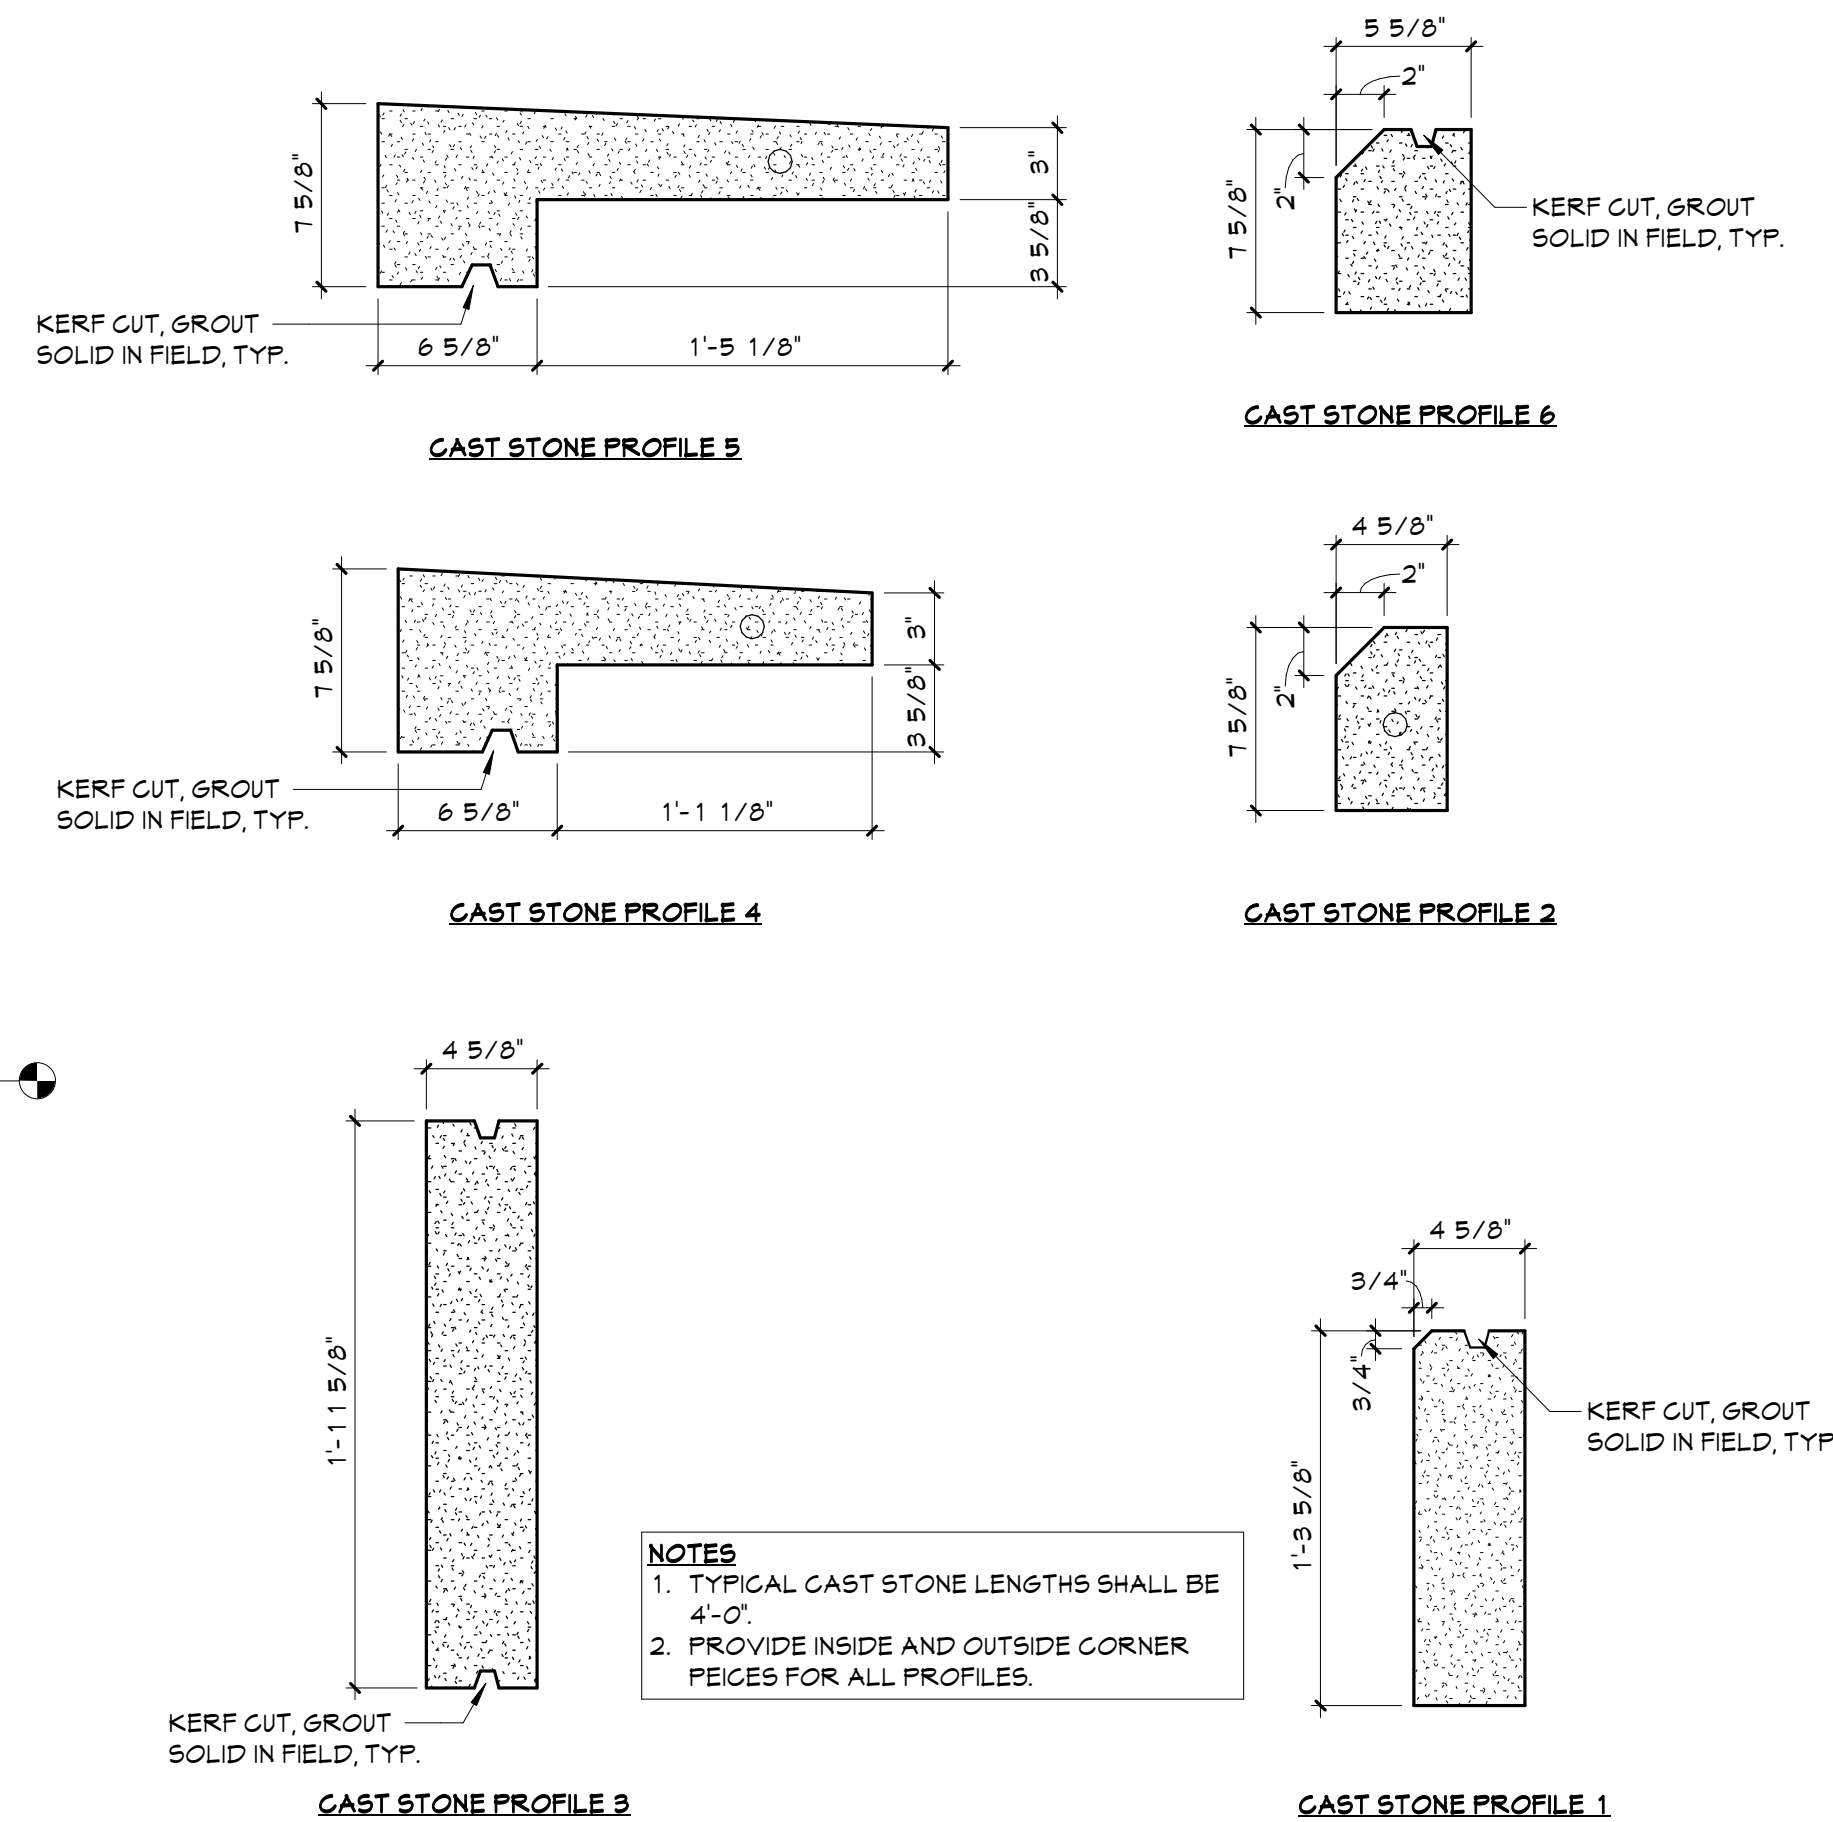 5 5/8"
2"
2"
7 5/8"
KERF CUT, GROUT
SOLID IN FIELD, TYP.
CAST STONE PROFILE 6
7 5/8"
3"
3 5/8"
KERF CUT, GROUT
SOLID IN FIELD, TYP.
6 5/8"
1'-5 1/8"
CAST STONE PROFILE 5
7 5/8"
3"
3 5/8"
KERF CUT, GROUT
SOLID IN FIELD, TYP.
6 5/8"
1'-1 1/8"
CAST STONE PROFILE 4
4 5/8"
2"
2"
7 5/8"
CAST STONE PROFILE 2
4 5/8"
1'-11 5/8"
KERF CUT, GROUT
SOLID IN FIELD, TYP.
CAST STONE PROFILE 3
NOTES
1. TYPICAL CAST STONE LENGTHS SHALL BE
4'-0".
2. PROVIDE INSIDE AND OUTSIDE CORNER
PEICES FOR ALL PROFILES.
4 5/8"
3/4"
3/4"
1'-3 5/8"
KERF CUT, GROUT
SOLID IN FIELD, TYP
CAST STONE PROFILE 1